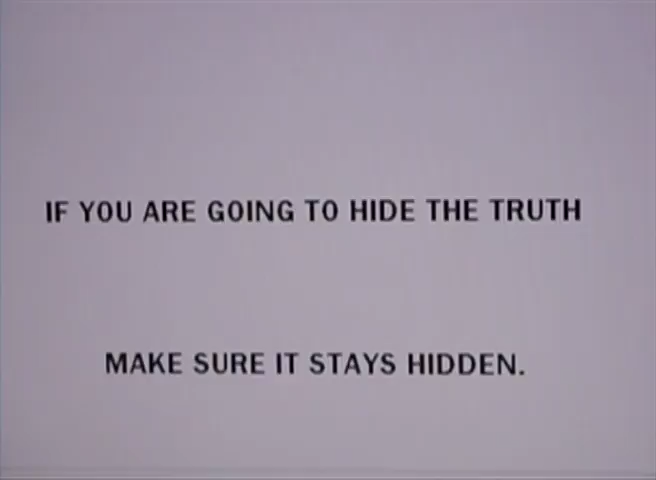 IF YOU ARE GOING TO HIDE THE TRUTH
MAKE SURE IT STAYS HIDDEN.